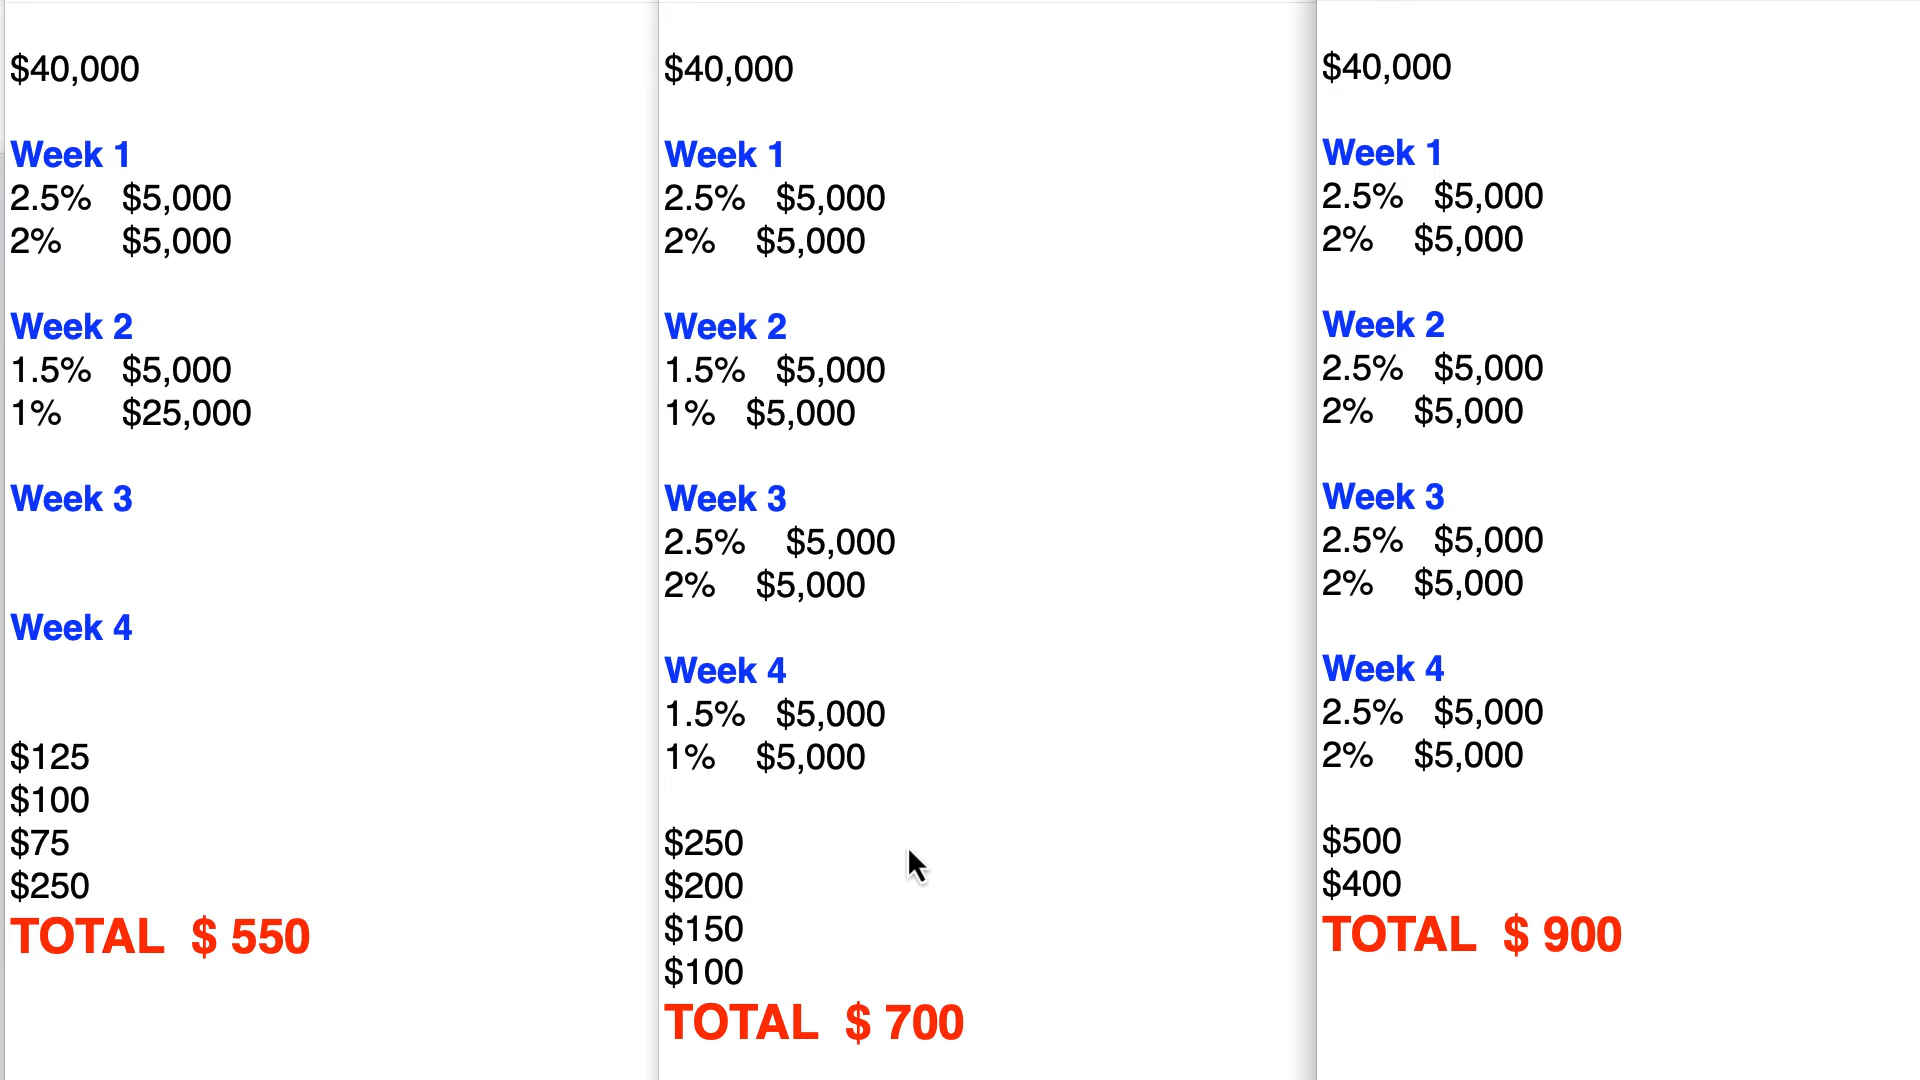 $40,000
Week 1
2.5% $5,000
2% $5,000
Week 2
1.5% $5,000
1% $25,000
Week 3
Week 4
$125
$100
$75
$250
TOTAL $ 550
$40,000
Week 1
2.5% $5,000
2% $5,000
Week 2
1.5% $5,000
1% $5,000
Week 3
2.5% $5,000
2% $5,000
Week 4
1.5% $5,000
1% $5,000
$250
$200
$150
$100
TOTAL $ 700
$40,000
Week 1
2.5% $5,000
2% $5,000
Week 2
2.5% $5,000
2% $5,000
Week 3
2.5% $5,000
2% $5,000
Week 4
2.5% $5,000
2% $5,000
$500
$400
TOTAL $ 900